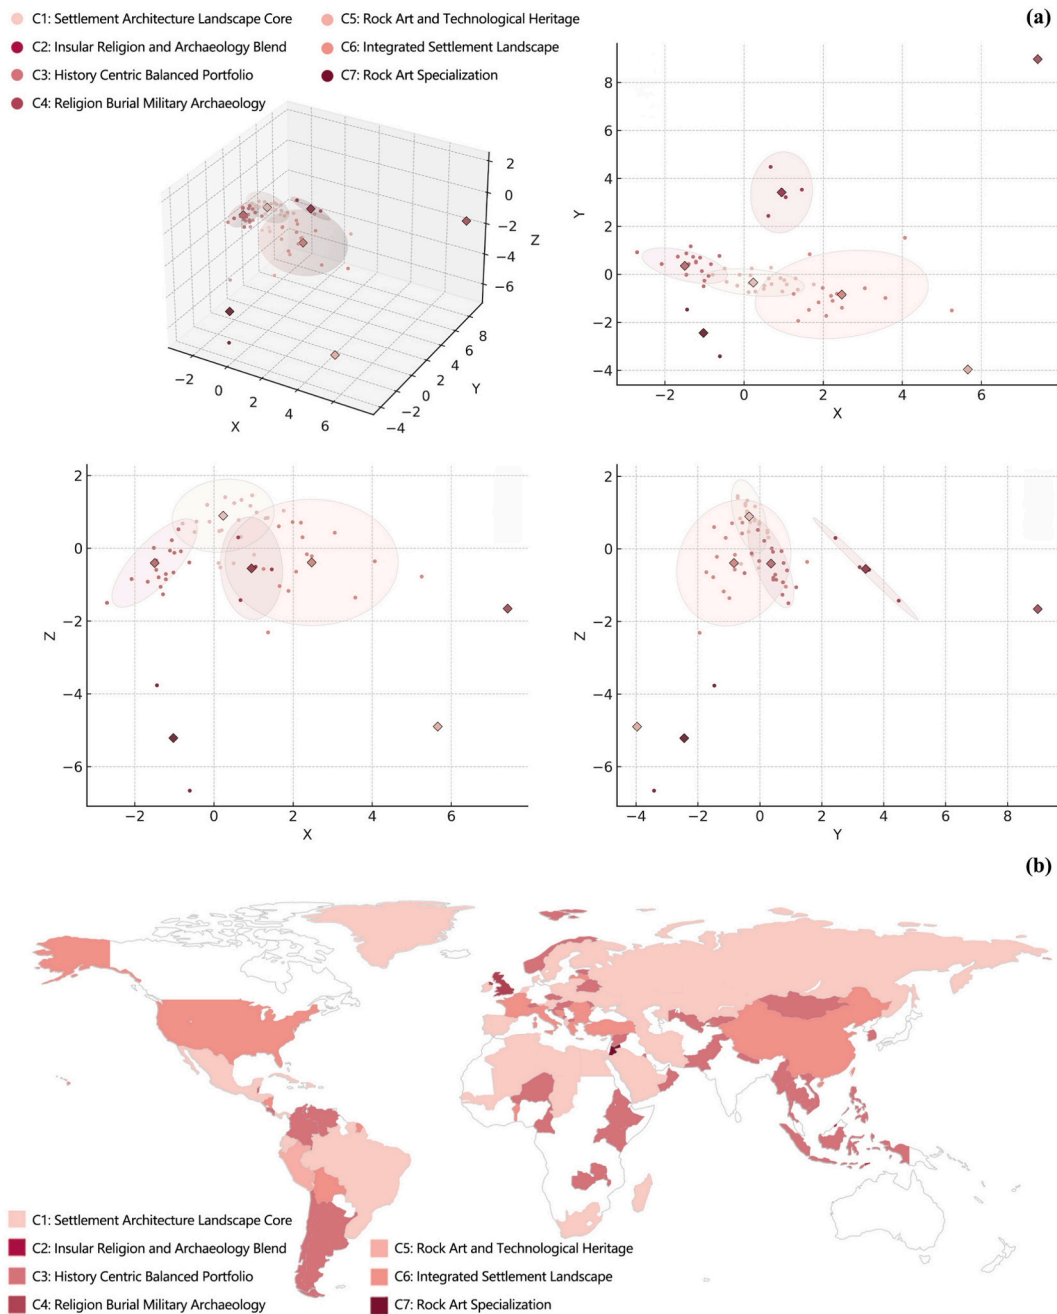 C1: Settlement Architecture Landscape Core
C2: Insular Religion and Archaeology Blend
C3: History Centric Balanced Portfolio
C4: Religion Burial Military Archaeology
C5: Rock Art and Technological Heritage
C6: Integrated Settlement Landscape
C7: Rock Art Specialization
(a)
2
0
−2
−4
−6
Z
−2
0
2
4
6
X
−4
−2
0
2
4
6
8
Y
8
6
4
2
0
−2
−4
Y
−2
0
2
4
6
X
2
0
−2
−4
−6
Z
−2
0
2
4
6
X
2
0
−2
−4
−6
Z
−4
−2
0
2
4
6
8
Y
(b)
C1: Settlement Architecture Landscape Core
C2: Insular Religion and Archaeology Blend
C3: History Centric Balanced Portfolio
C4: Religion Burial Military Archaeology
C5: Rock Art and Technological Heritage
C6: Integrated Settlement Landscape
C7: Rock Art Specialization